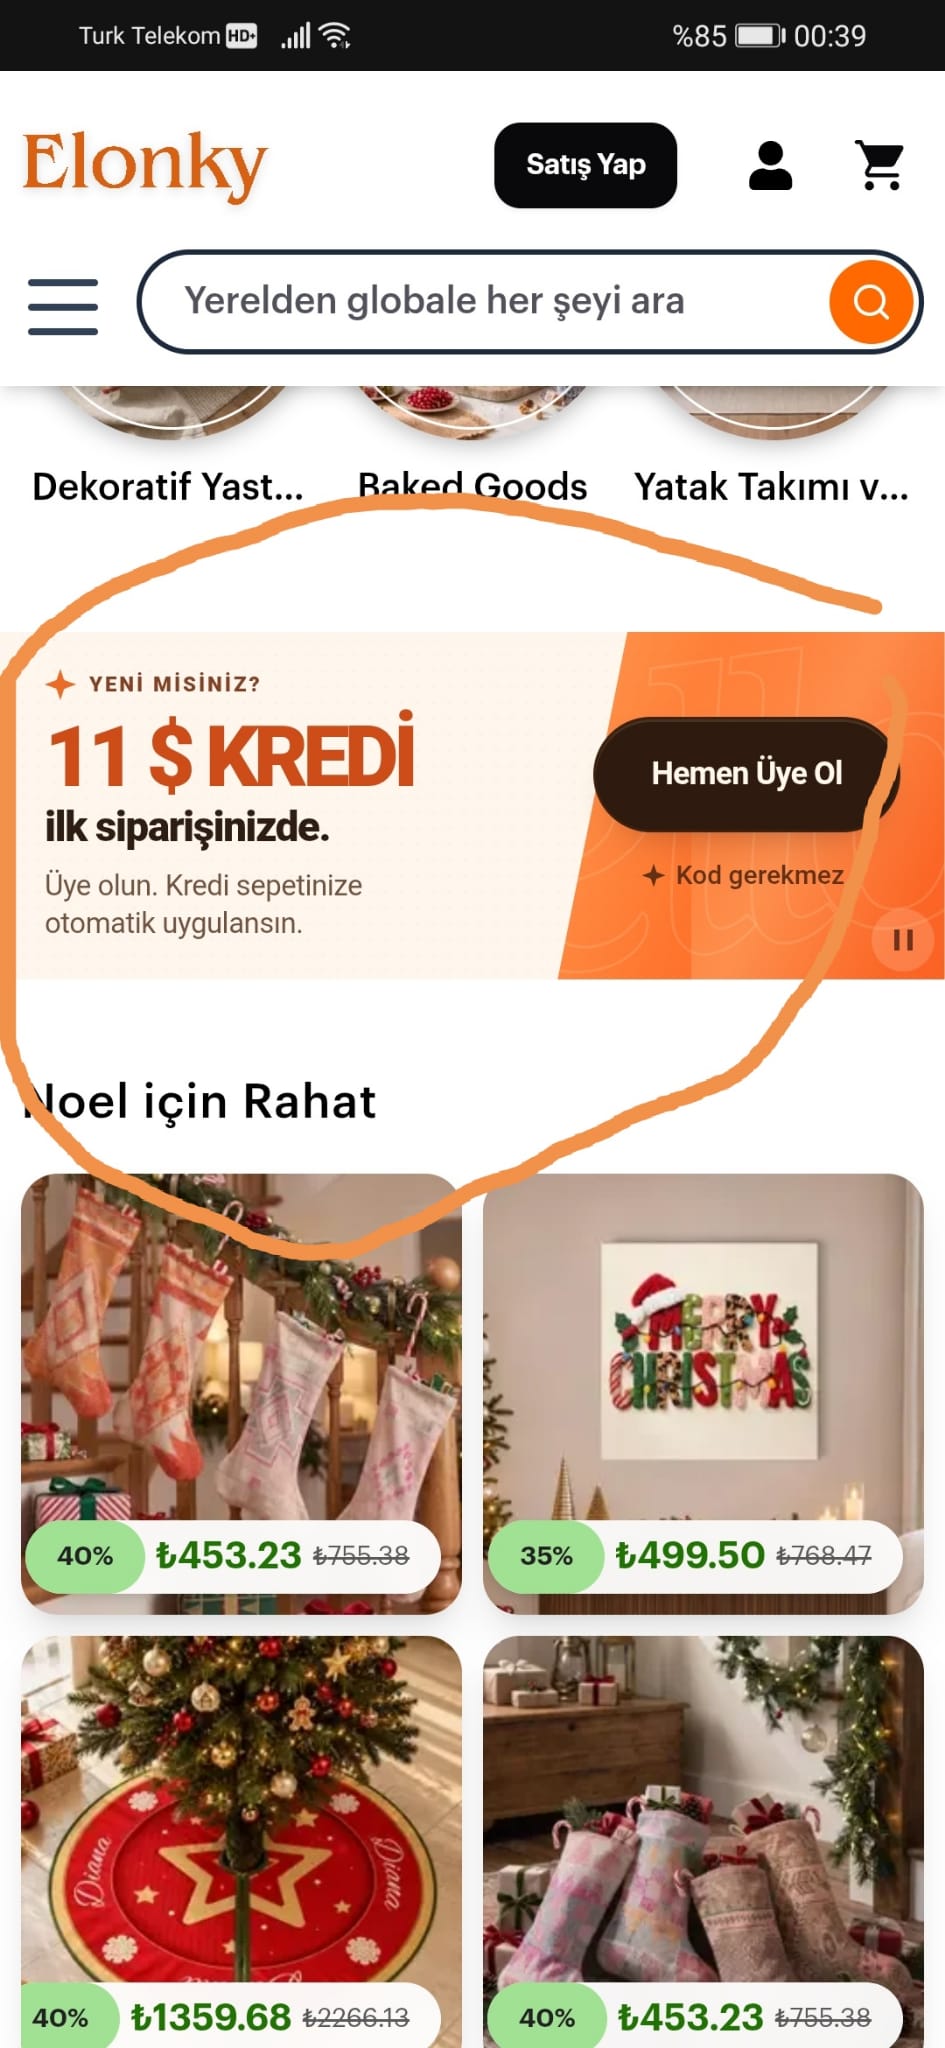 Turk Telekom HD+ %85 00:39
Elonky
Satış Yap
Yerelden globale her şeyi ara
Dekoratif Yast... Baked Goods Yatak Takımı v...
YENİ MİSİNİZ?
11 $ KREDİ
ilk siparişinizde.
Üye olun. Kredi sepetinize
otomatik uygulansın.
Hemen Üye Ol
Kod gerekmez
Noel için Rahat
40% ₺453.23 ₺755.38
MERRY
CHRISTMAS
35% ₺499.50 ₺768.47
Diana
Diana
40% ₺1359.68 ₺2266.13
40% ₺453.23 ₺755.38